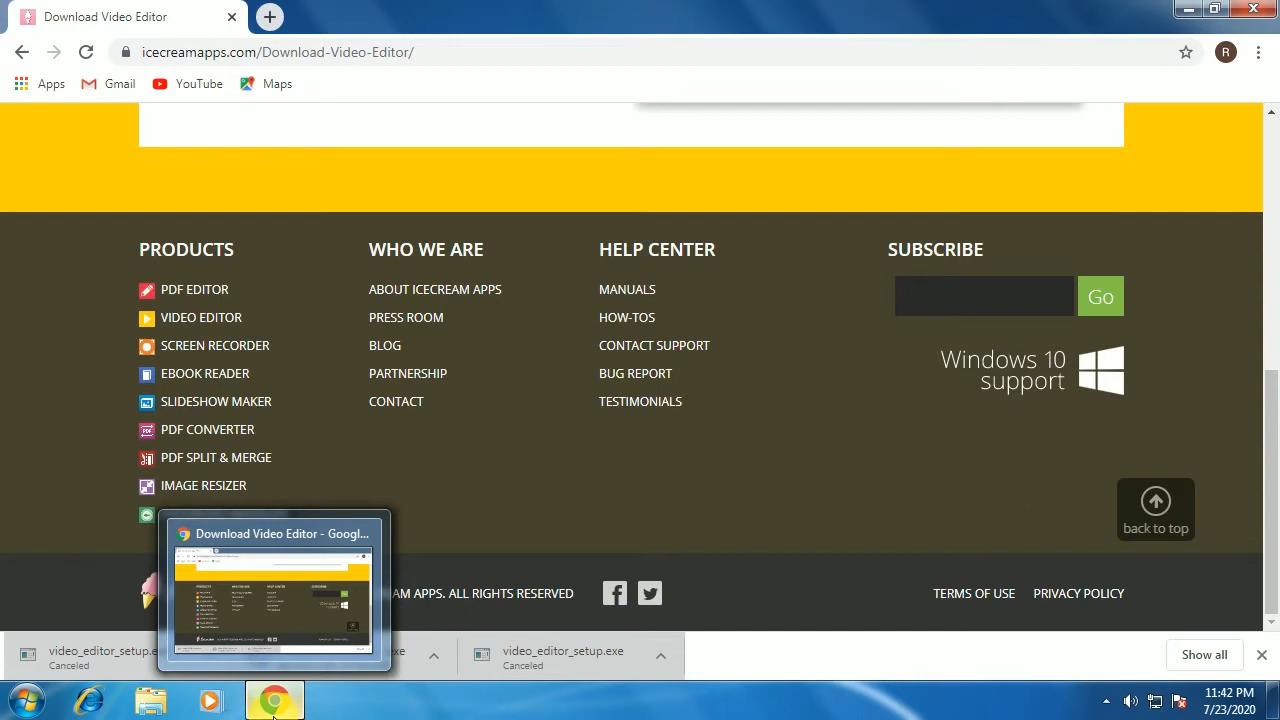 Download Video Editor
icecreamapps.com/Download-Video-Editor/
R
Apps
Gmail
YouTube
Maps
PRODUCTS
PDF EDITOR
VIDEO EDITOR
SCREEN RECORDER
EBOOK READER
SLIDESHOW MAKER
PDF CONVERTER
PDF SPLIT & MERGE
IMAGE RESIZER
WHO WE ARE
ABOUT ICECREAM APPS
PRESS ROOM
BLOG
PARTNERSHIP
CONTACT
HELP CENTER
MANUALS
HOW-TOS
CONTACT SUPPORT
BUG REPORT
TESTIMONIALS
SUBSCRIBE
Go
Windows 10
support
back to top
Download Video Editor - Googl...
APPS. ALL RIGHTS RESERVED
TERMS OF USE
PRIVACY POLICY
Canceled
video_editor_setup.exe
Canceled
Show all
11:42 PM
7/23/2020